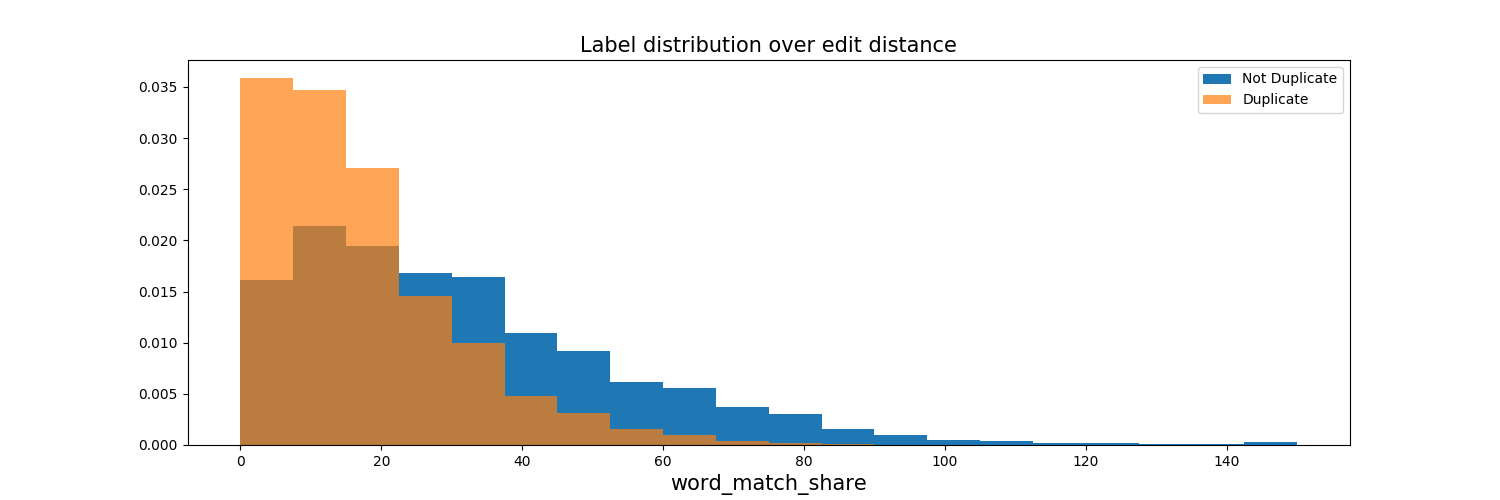 Label distribution over edit distance
Not Duplicate
Duplicate
0.035
0.030
0.025
0.020
0.015
0.010
0.005
0.000
0 20 40 60 80 100 120 140
word_match_share